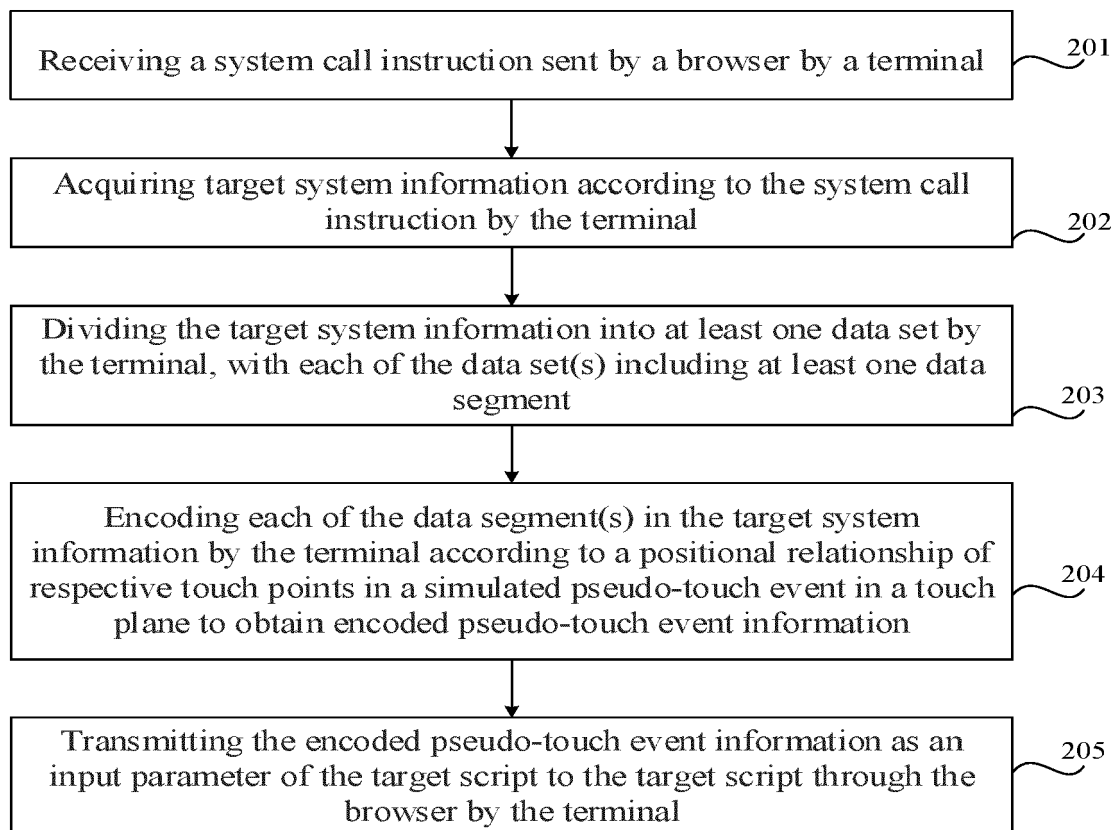 Receiving a system call instruction sent by a browser by a terminal
201
Acquiring target system information according to the system call
instruction by the terminal
202
Dividing the target system information into at least one data set by
the terminal, with each of the data set(s) including at least one data
segment
203
Encoding each of the data segment(s) in the target system
information by the terminal according to a positional relationship of
respective touch points in a simulated pseudo-touch event in a touch
plane to obtain encoded pseudo-touch event information
204
Transmitting the encoded pseudo-touch event information as an
input parameter of the target script to the target script through the
browser by the terminal
205